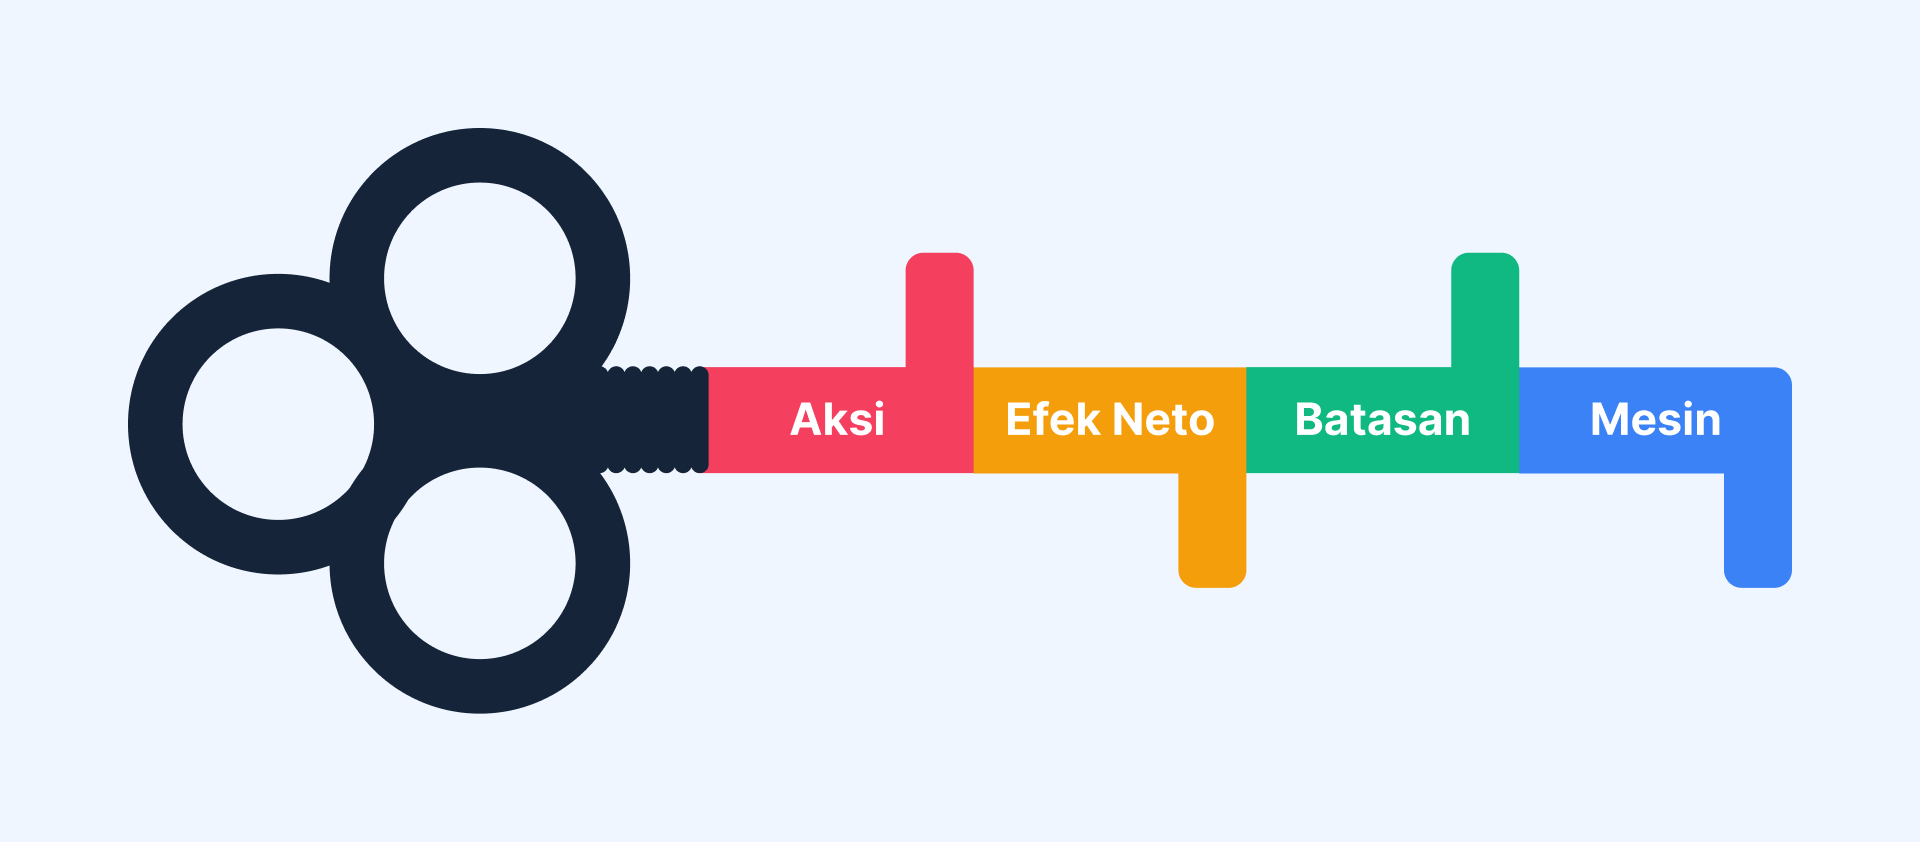 Aksi
Efek Neto
Batasan
Mesin